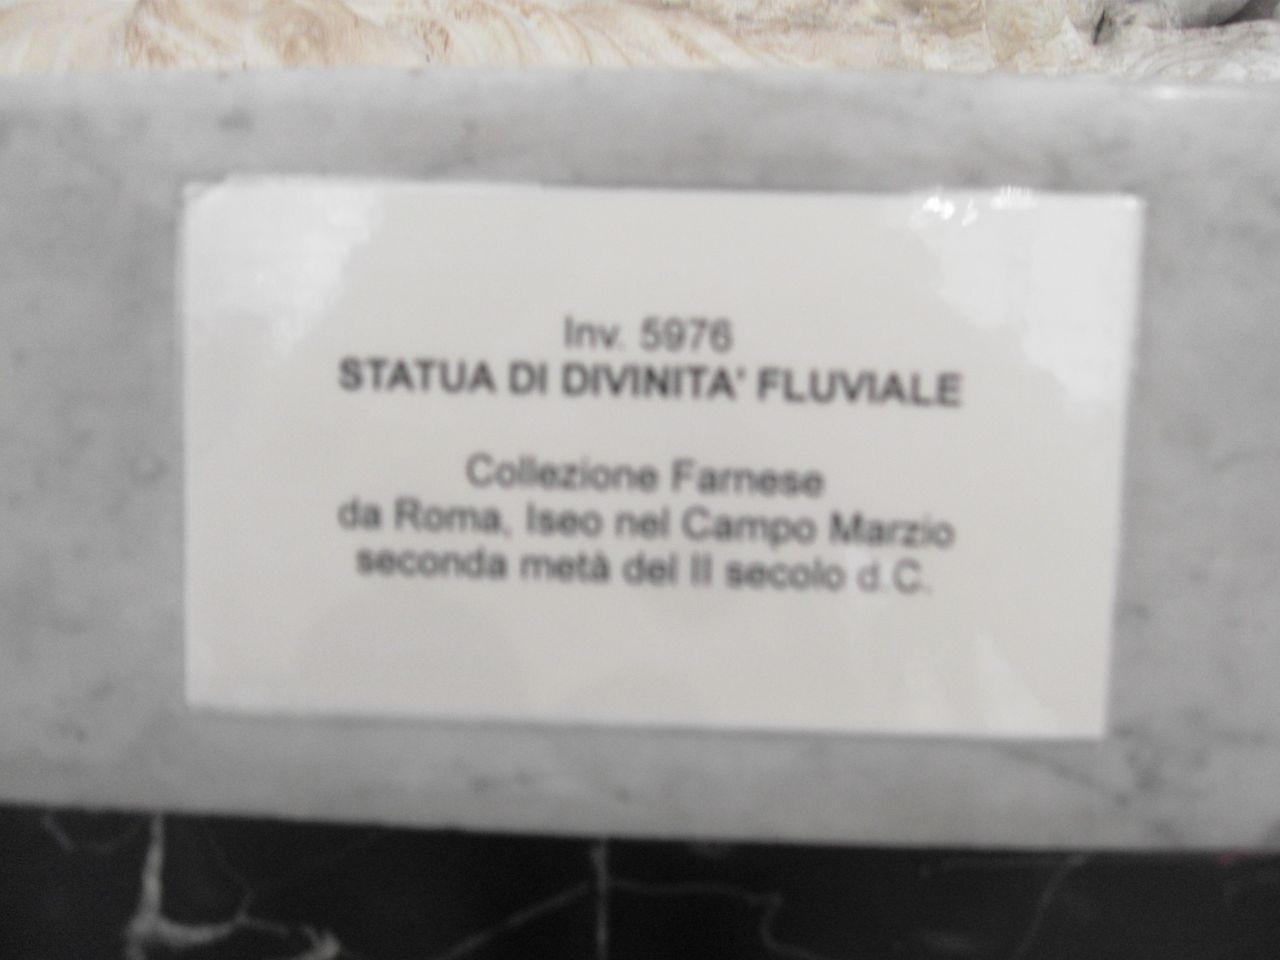 Inv. 5976
STATUA DI DIVINITA' FLUVIALE
Collezione Farnese
da Roma, Iseo nel Campo Marzio
seconda metà del II secolo d.C.